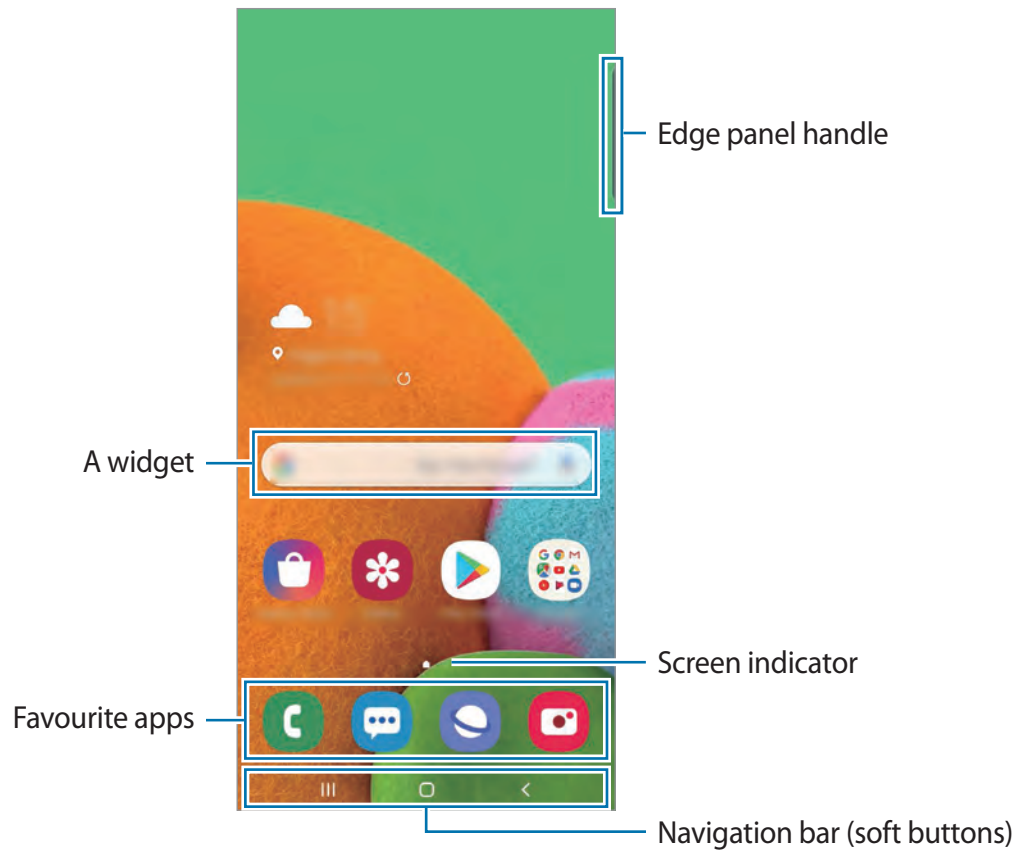 Edge panel handle
A widget
Screen indicator
Favourite apps
Navigation bar (soft buttons)